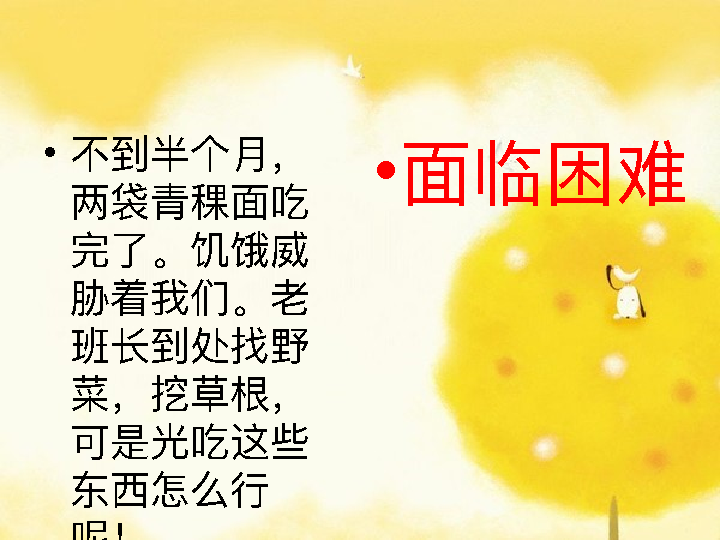 • 不到半个月，
两袋青稞面吃
完了。饥饿威
胁着我们。老
班长到处找野
菜，挖草根，
可是光吃这些
东西怎么行
呢！
•面临困难